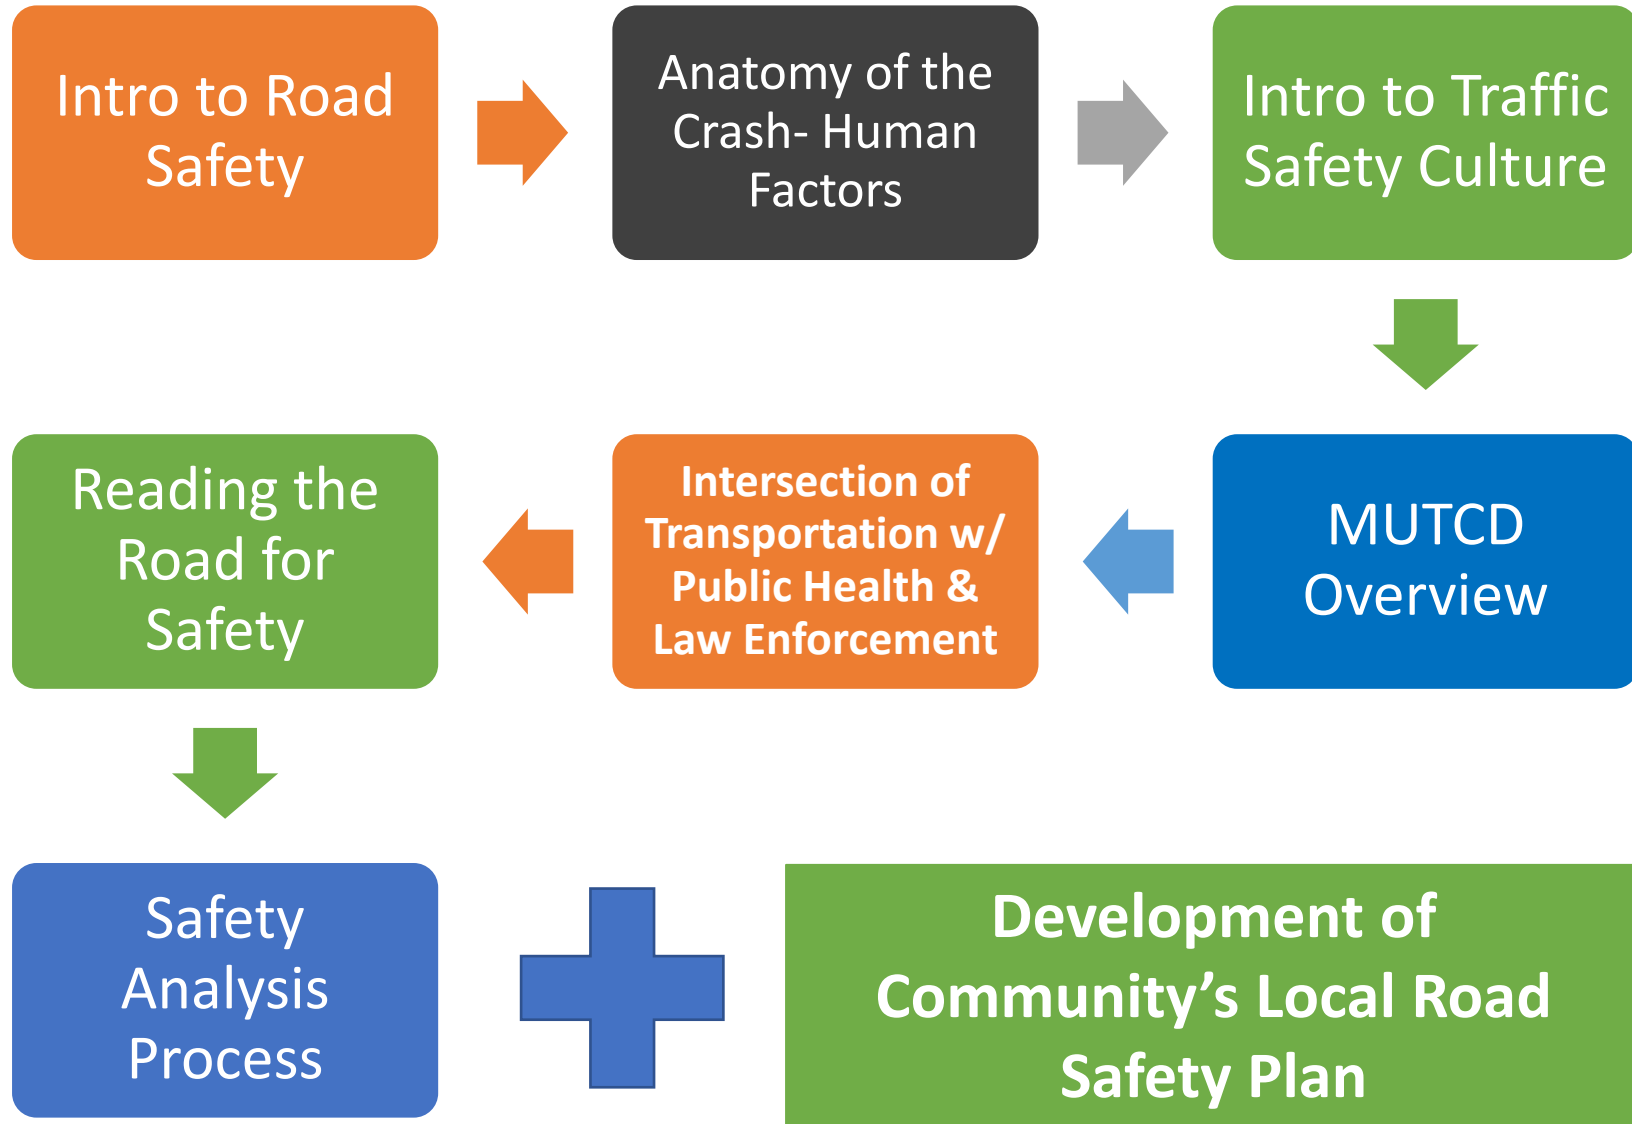 Intro to Road
Safety
Anatomy of the
Crash- Human
Factors
Intro to Traffic
Safety Culture
Reading the
Road for
Safety
Intersection of
Transportation w/
Public Health &
Law Enforcement
MUTCD
Overview
Safety
Analysis
Process
Development of
Community’s Local Road
Safety Plan